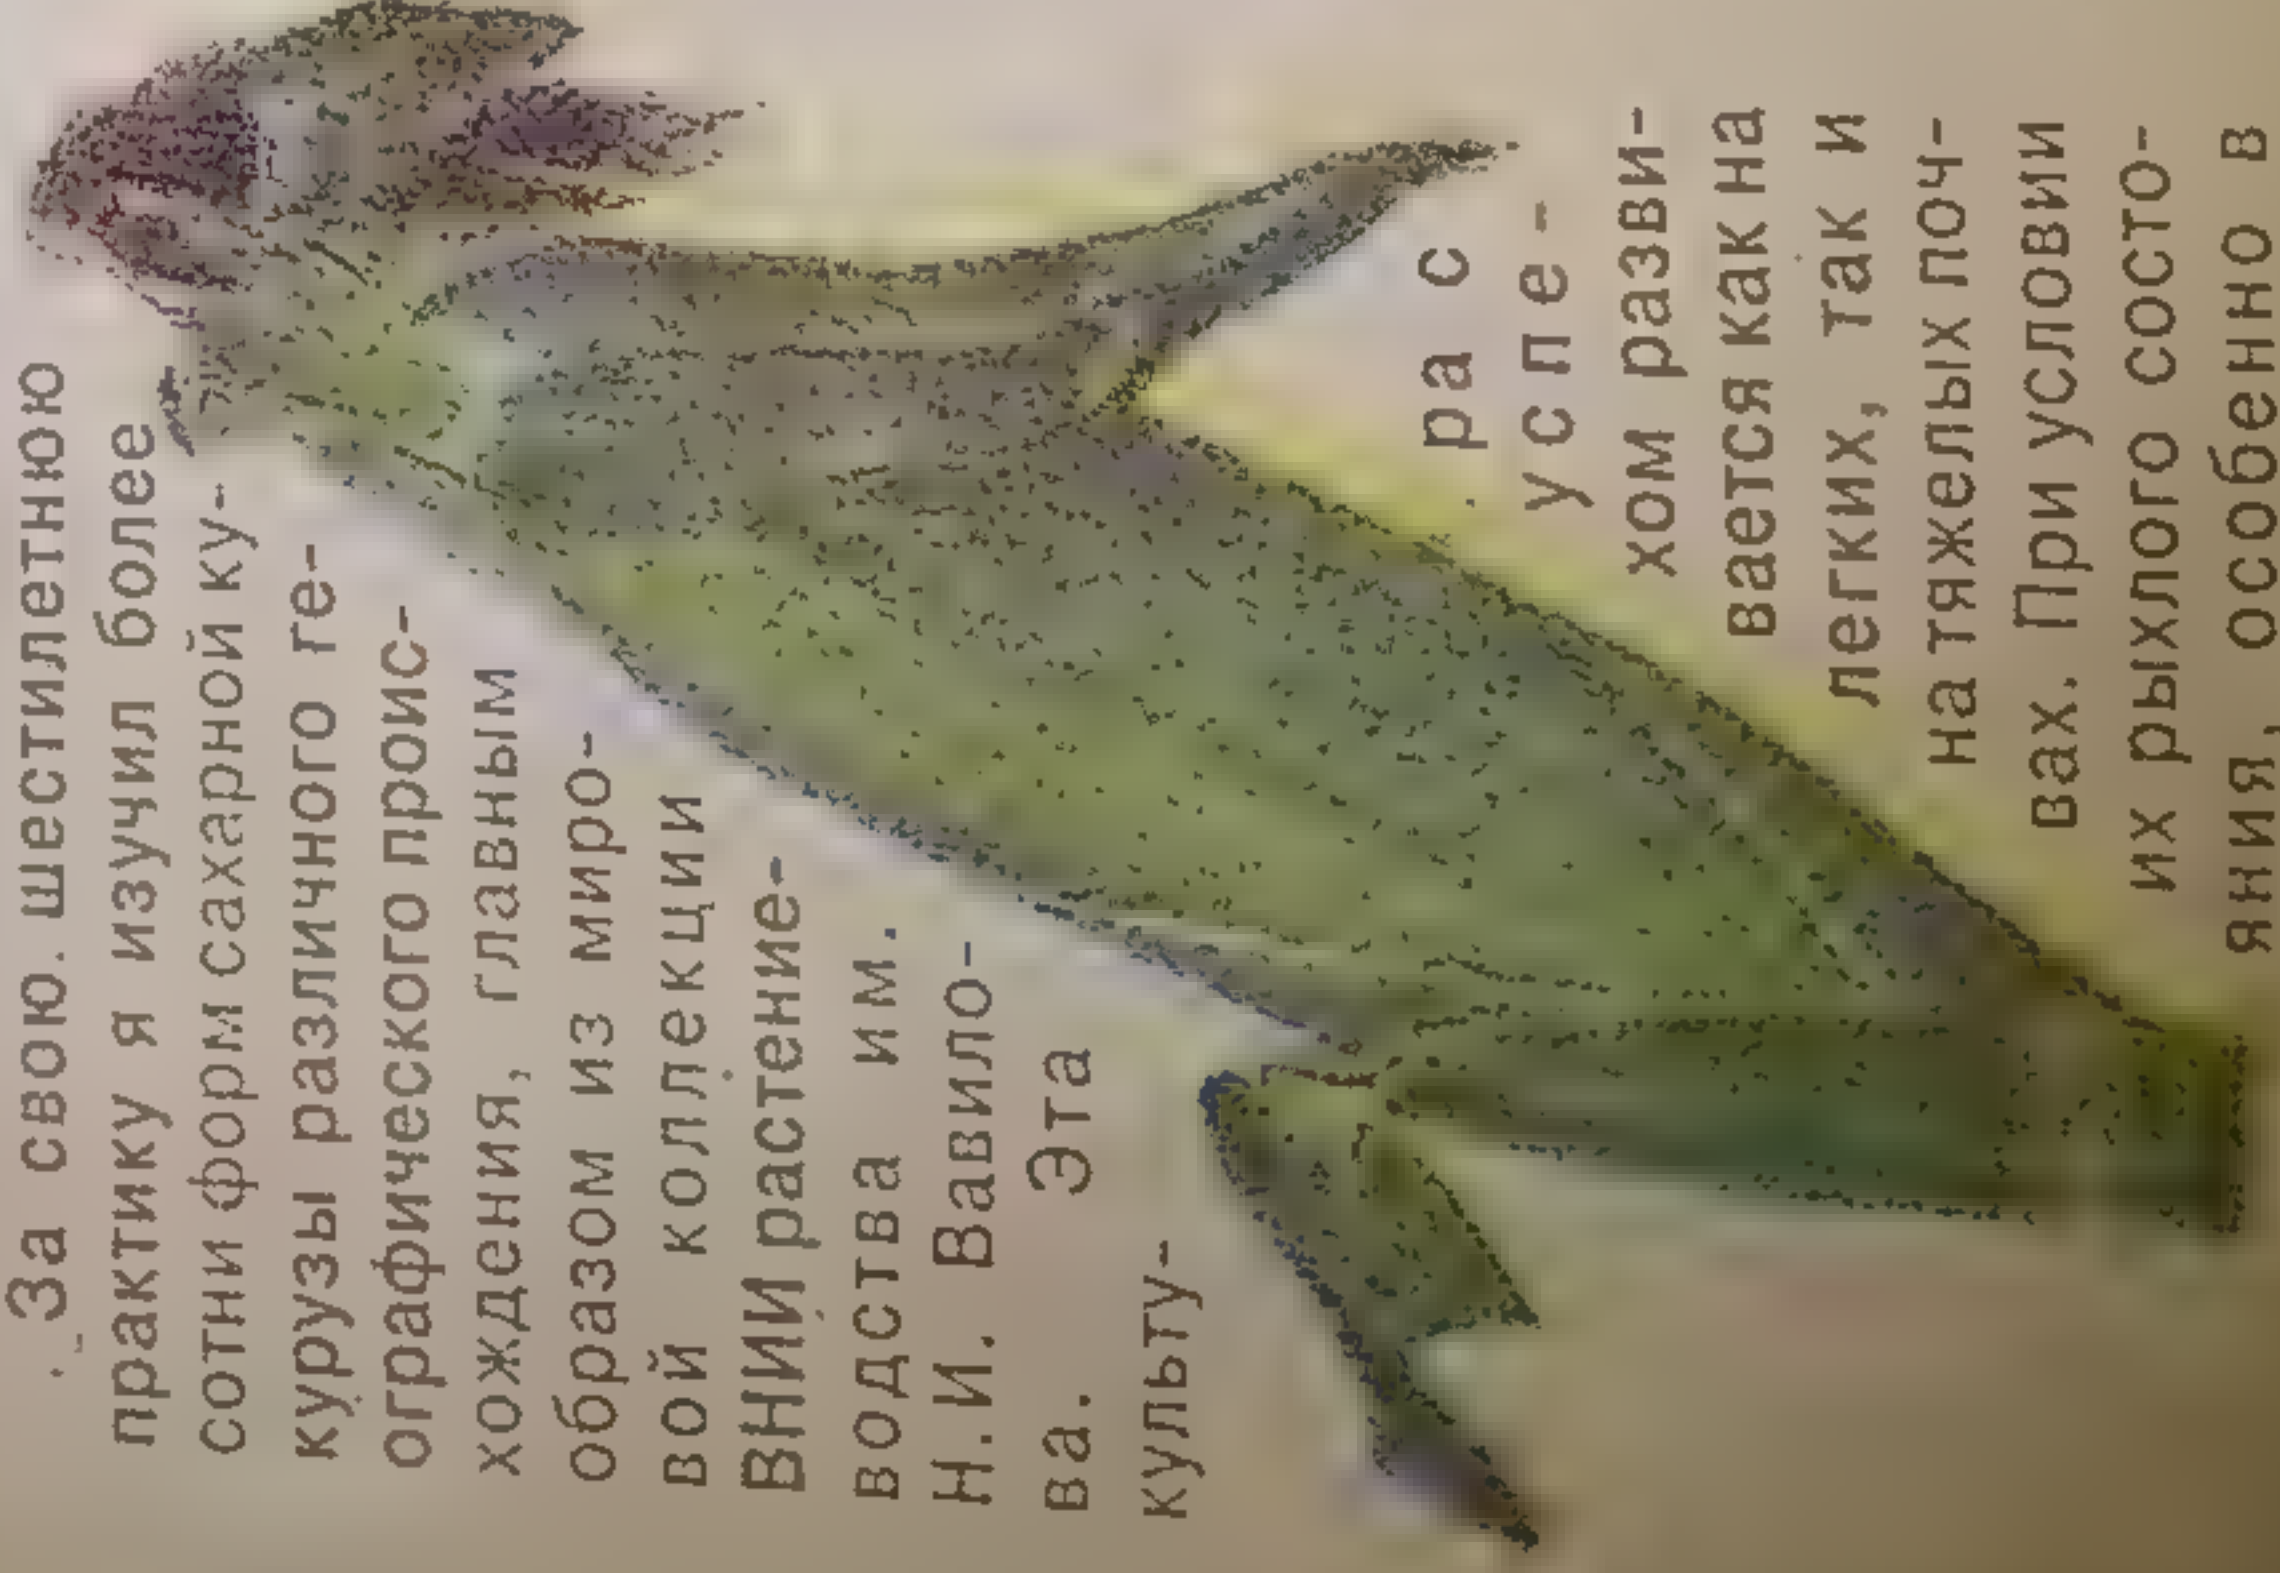 За свою шестилетнюю
практику я изучил более
сотни форм сахарной ку-
курузы различного ге-
ографического проис-
хождения, главным
образом из миро-
вой коллекции
ВНИИ растение-
водства им.
Н.И. Вавило-
ва. Эта
культу-
ра с
успе-
хом разви-
вается как на
легких, так и
на тяжелых поч-
вах. При условии
их рыхлого состо-
яния, особенно в